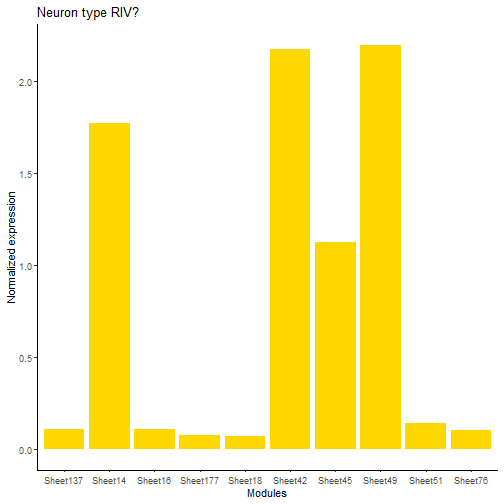 Neuron type RIV?
Normalized expression
2.0
1.5
1.0
0.5
0.0
Sheet137 Sheet14 Sheet16 Sheet177 Sheet18 Sheet42 Sheet45 Sheet49 Sheet51 Sheet76
Modules